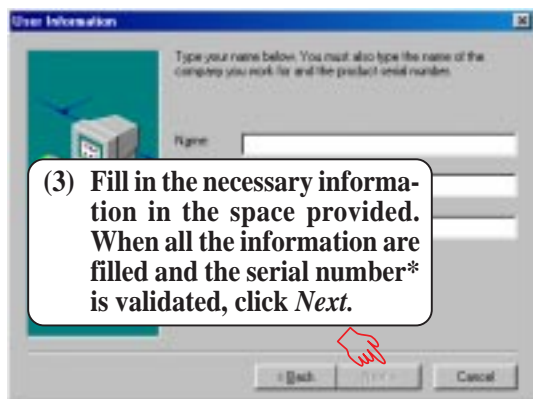 User Information
Type your name below. You must also type the name of the
company you work for and the product serial number.
Name
(3) Fill in the necessary informa-
tion in the space provided.
When all the information are
filled and the serial number*
is validated, click Next.
< Back
Cancel